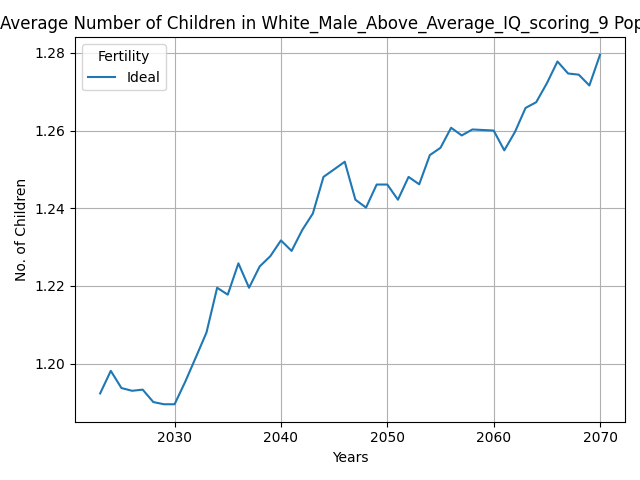 Average Number of Children in White_Male_Above_Average_IQ_scoring_9 Pop
Fertility
Ideal
No. of Children
1.28
1.26
1.24
1.22
1.20
2030 2040 2050 2060 2070
Years